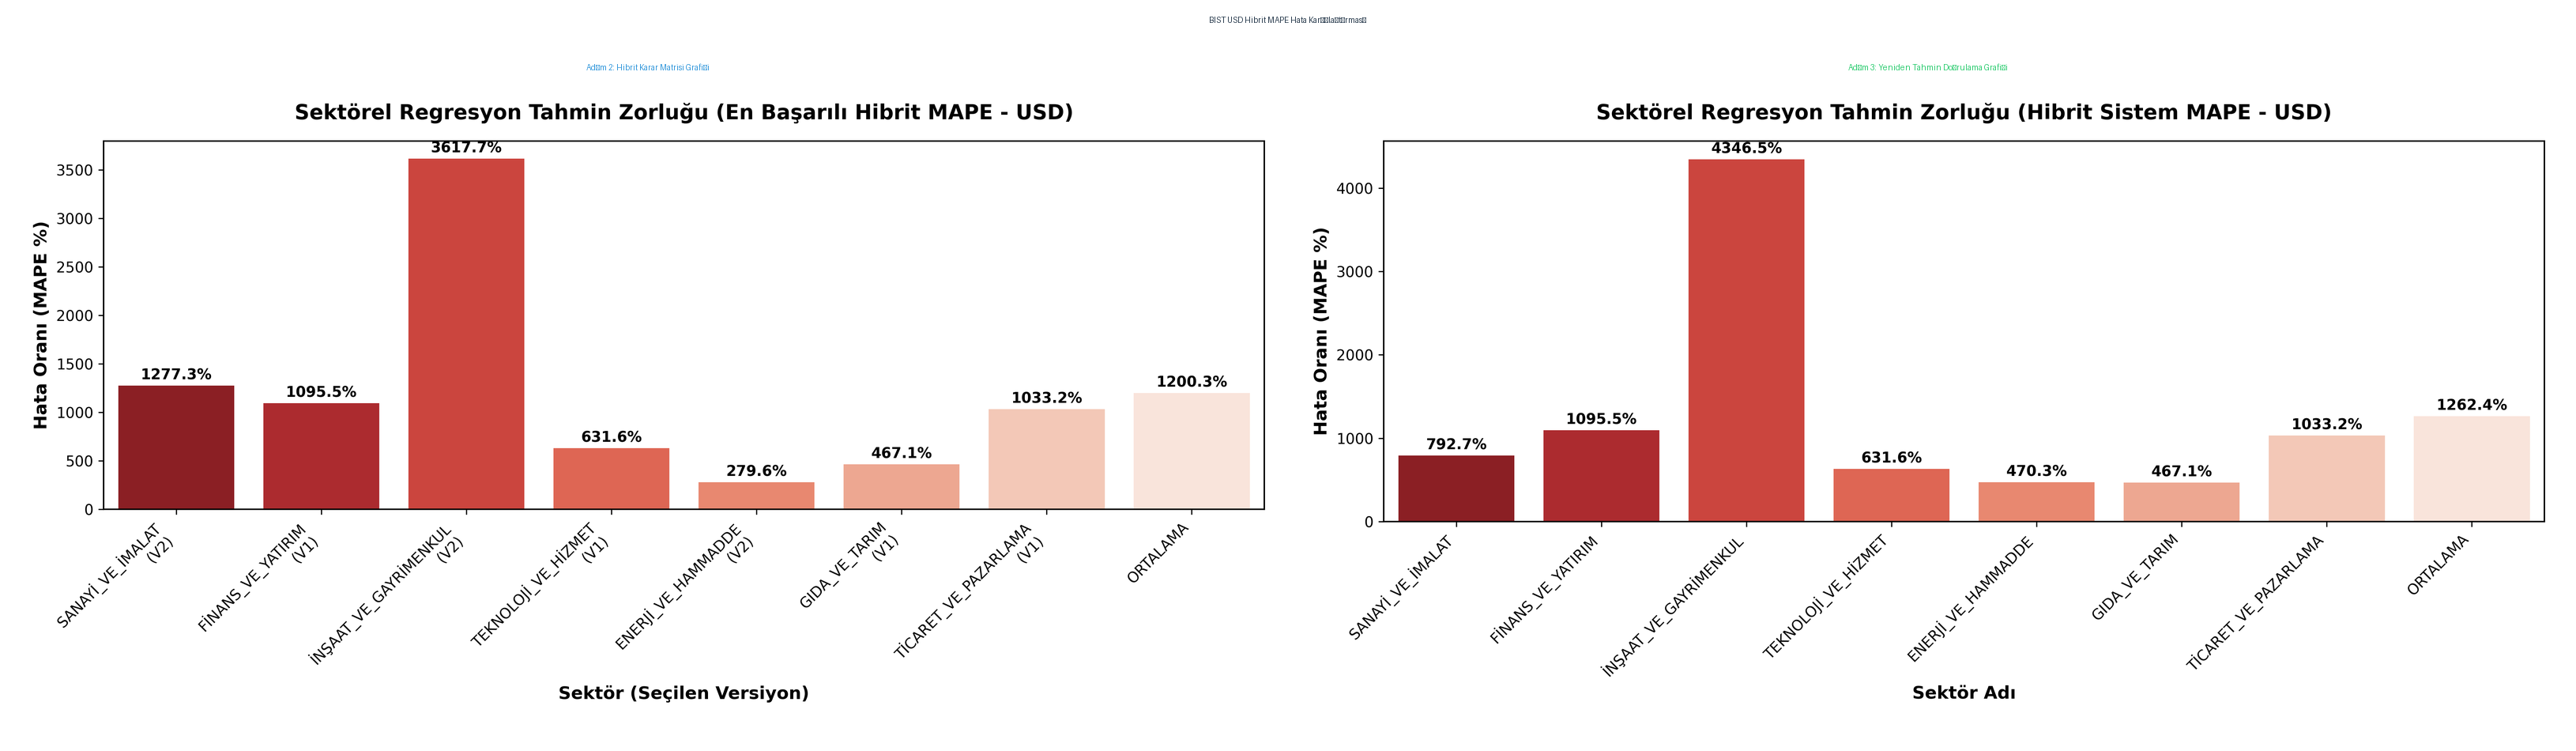 BIST USD Hibrit MAPE Hata Kar▯▯la▯t▯rmas▯
Ad▯m 2: Hibrit Karar Matrisi Grafi▯i
Ad▯m 3: Yeniden Tahmin Do▯rulama Grafi▯i
Sektörel Regresyon Tahmin Zorluğu (En Başarılı Hibrit MAPE - USD)
Hata Oranı (MAPE %)
3500
3000
2500
2000
1500
1000
500
0
1277.3%
1095.5%
3617.7%
631.6%
279.6%
467.1%
1033.2%
1200.3%
SANAYİ_VE_İMALAT
(V2)
FİNANS_VE_YATIRIM
(V1)
İNŞAAT_VE_GAYRİMENKUL
(V2)
TEKNOLOJİ_VE_HİZMET
(V1)
ENERJİ_VE_HAMMADDE
(V2)
GIDA_VE_TARIM
(V1)
TİCARET_VE_PAZARLAMA
(V1)
ORTALAMA
Sektör (Seçilen Versiyon)
Sektörel Regresyon Tahmin Zorluğu (Hibrit Sistem MAPE - USD)
Hata Oranı (MAPE %)
4000
3000
2000
1000
0
792.7%
1095.5%
4346.5%
631.6%
470.3%
467.1%
1033.2%
1262.4%
SANAYİ_VE_İMALAT
FİNANS_VE_YATIRIM
İNŞAAT_VE_GAYRİMENKUL
TEKNOLOJİ_VE_HİZMET
ENERJİ_VE_HAMMADDE
GIDA_VE_TARIM
TİCARET_VE_PAZARLAMA
ORTALAMA
Sektör Adı